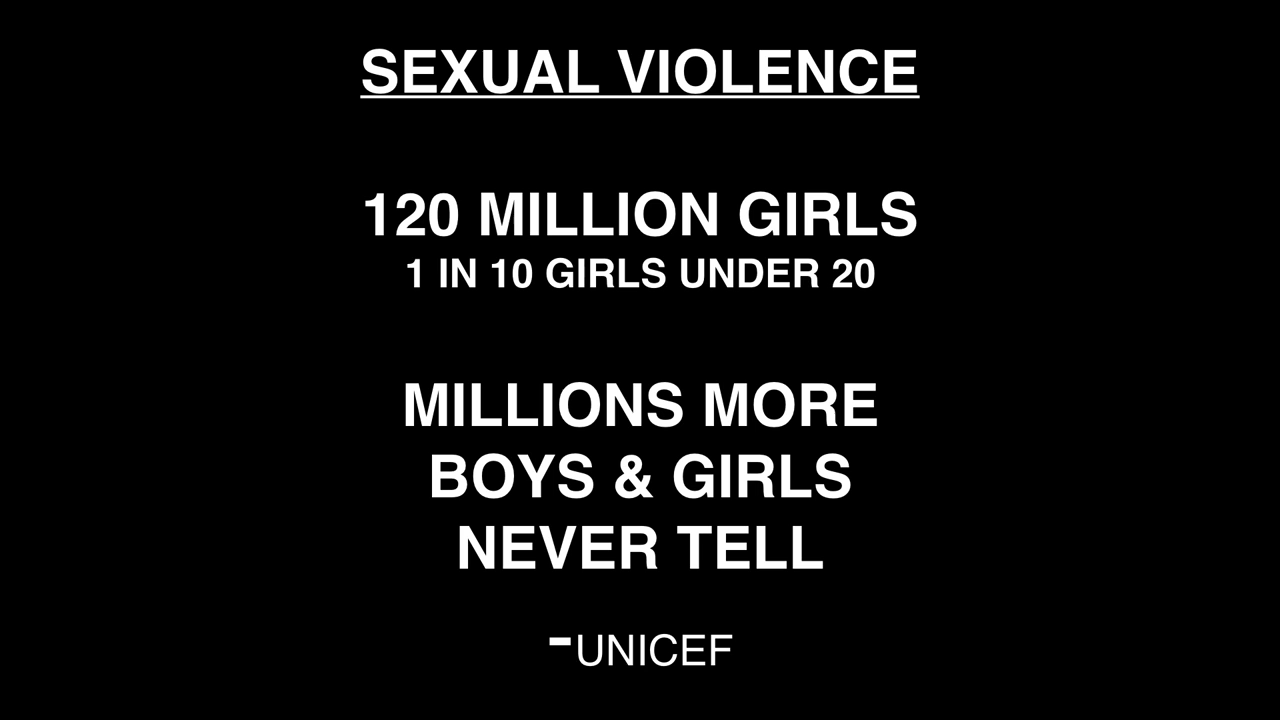 SEXUAL VIOLENCE
120 MILLION GIRLS
1 IN 10 GIRLS UNDER 20
MILLIONS MORE
BOYS & GIRLS
NEVER TELL
-UNICEF